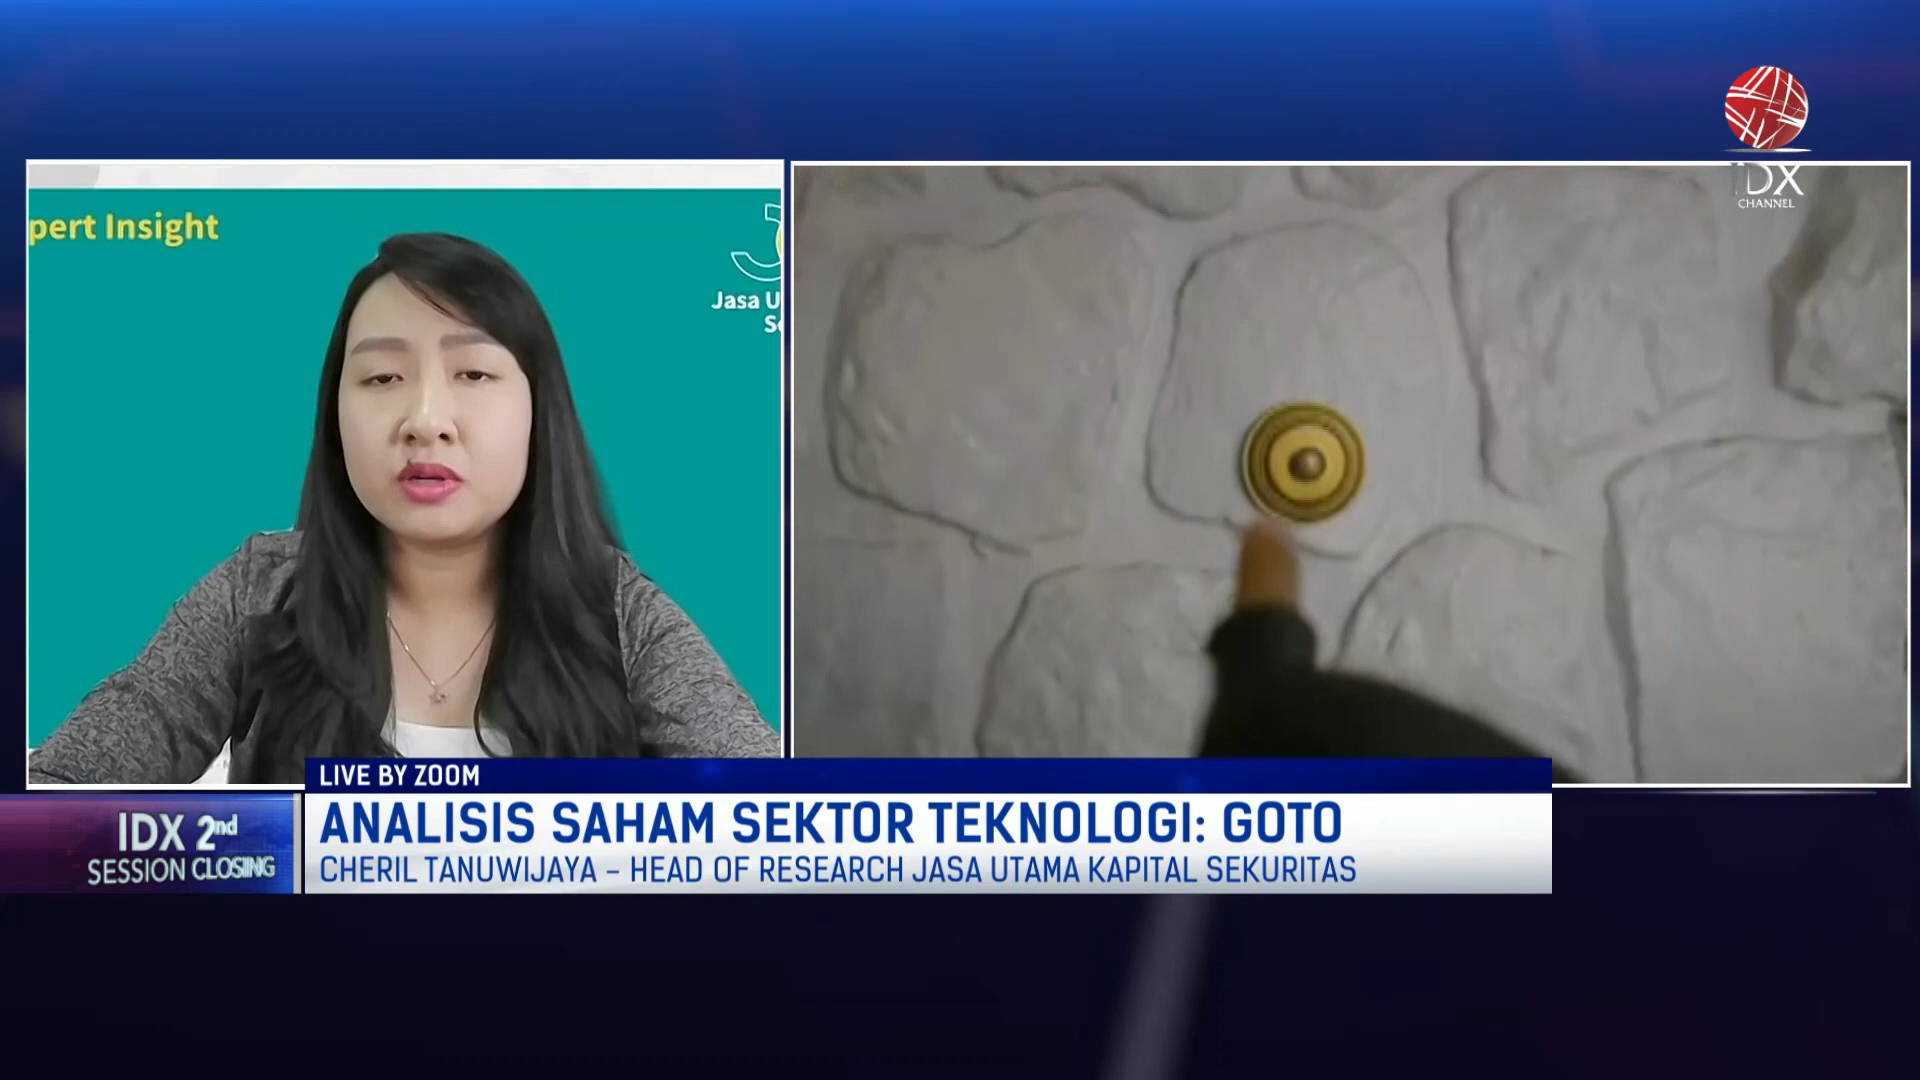 IDX
CHANNEL
pert Insight
Jasa U
Se
LIVE BY ZOOM
ANALISIS SAHAM SEKTOR TEKNOLOGI: GOTO
CHERIL TANUWIJAYA – HEAD OF RESEARCH JASA UTAMA KAPITAL SEKURITAS
IDX 2nd
SESSION CLOSING